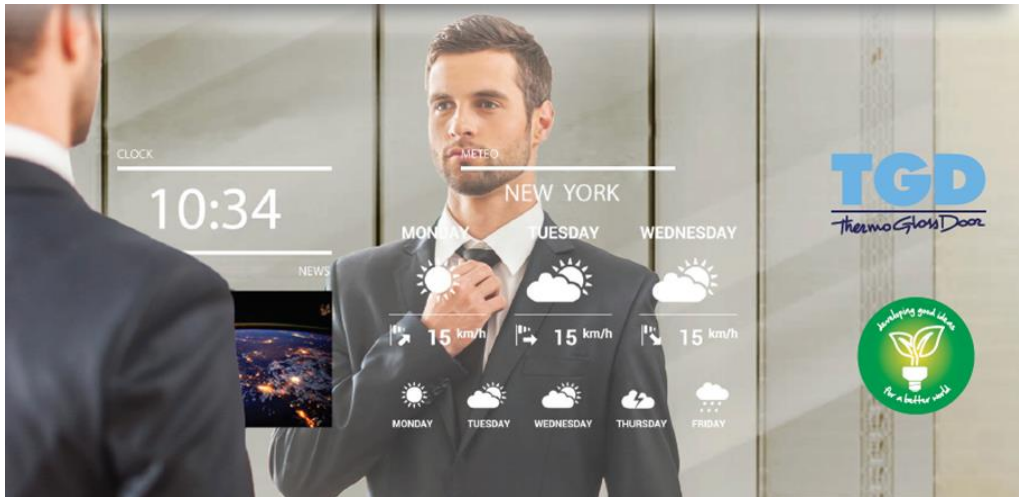 CLOCK
10:34
NEWS
METEO
NEW YORK
MONDAY TUESDAY WEDNESDAY
15 km/h 15 km/h 15 km/h
MONDAY TUESDAY WEDNESDAY THURSDAY FRIDAY
TGD
ThermoGlassDoor
developing good ideas
for a better world